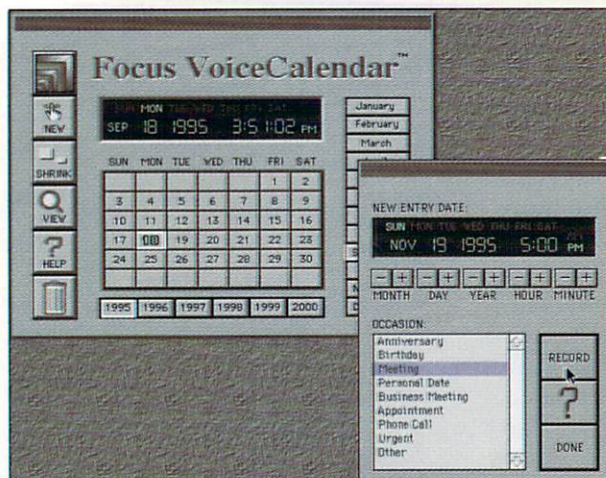 Focus VoiceCalendar™
NEW
SHRINK
VIEW
HELP
SUN MON TUE WED THU FRI SAT
SEP 18 1995 3:51:02 PM
SUN MON TUE WED THU FRI SAT
1 2
3 4 5 6 7 8 9
10 11 12 13 14 15 16
17 18 19 20 21 22 23
24 25 26 27 28 29 30
1995 1996 1997 1998 1999 2000
January
February
March
NEW ENTRY DATE:
SUN MON TUE WED THU FRI SAT
NOV 19 1995 5:00 PM
− + − + − + − + − +
MONTH DAY YEAR HOUR MINUTE
OCCASION:
Anniversary
Birthday
Meeting
Personal Date
Business Meeting
Appointment
Phone Call
Urgent
Other
RECORD
?
DONE